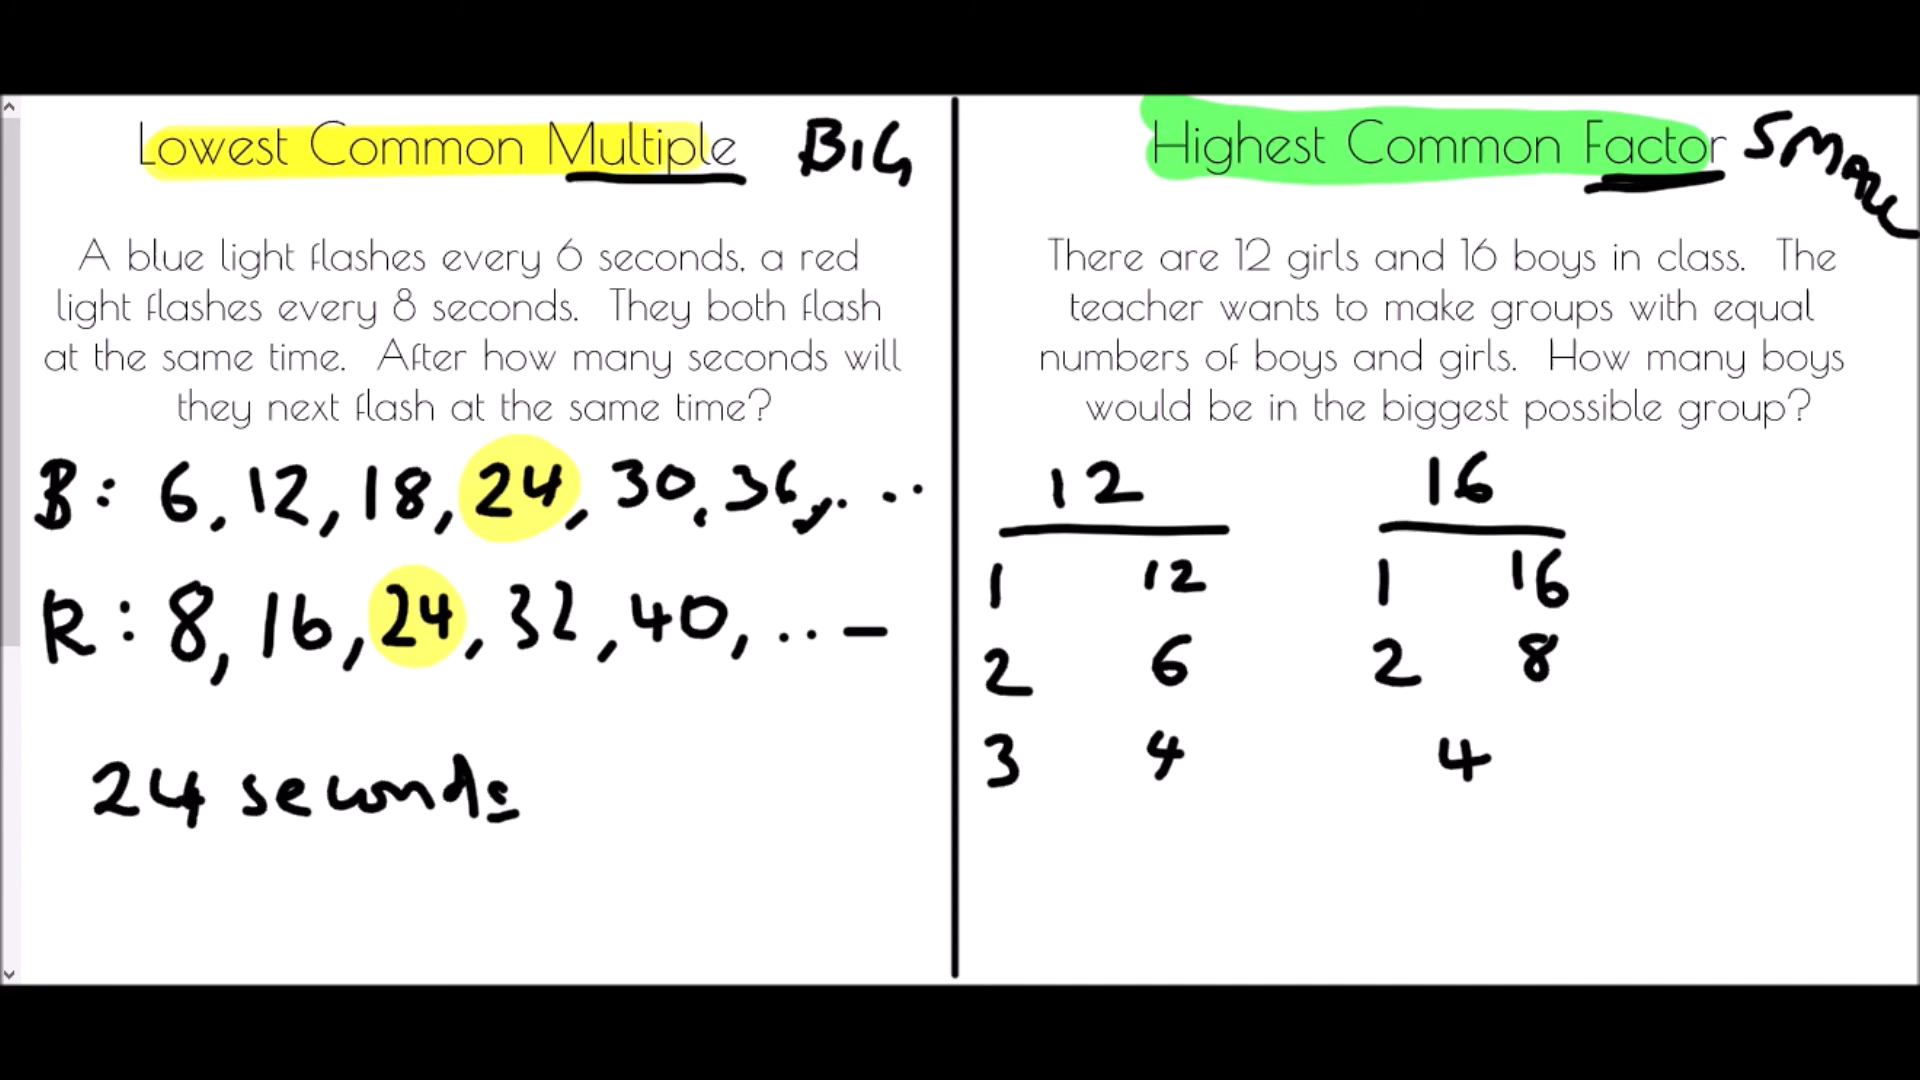 Lowest Common Multiple BIG
A blue light flashes every 6 seconds, a red
light flashes every 8 seconds. They both flash
at the same time. After how many seconds will
they next flash at the same time?
B: 6, 12, 18, 24, 30, 36, ...
R: 8, 16, 24, 32, 40, ...
24 seconds
Highest Common Factor SMALL
There are 12 girls and 16 boys in class. The
teacher wants to make groups with equal
numbers of boys and girls. How many boys
would be in the biggest possible group?
12 16
1 12 1 16
2 6 2 8
3 4 4